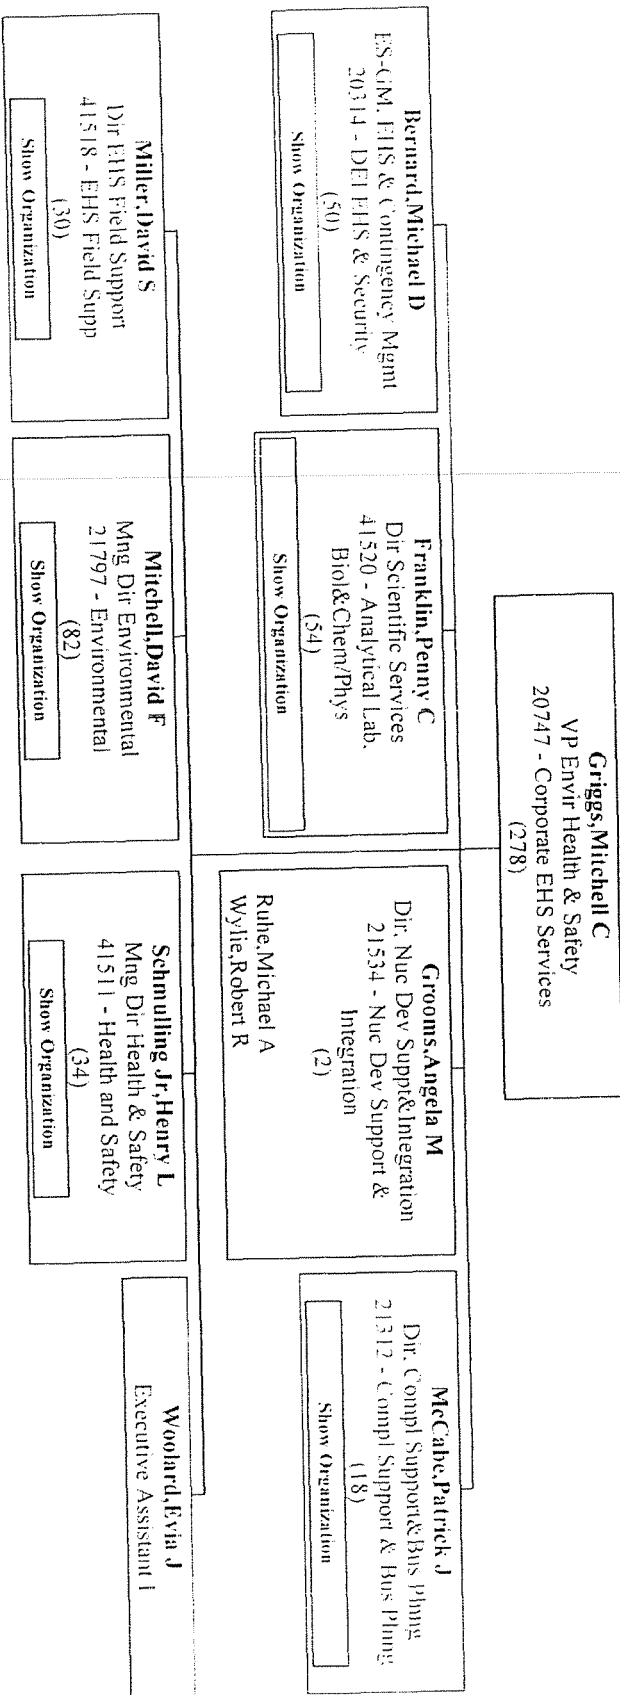 Griggs,Mitchell C
VP Envir Health & Safety
20747 - Corporate EHS Services
(278)
Bernard,Michael D
ES-GM, EHS & Contingency Mgmt
20314 - DEI EHS & Security
(50)
Show Organization
Franklin,Penny C
Dir Scientific Services
41520 - Analytical Lab,
Biol&Chem/Phys
(54)
Show Organization
Grooms,Angela M
Dir, Nuc Dev Suppt&Integration
21534 - Nuc Dev Support &
Integration
(2)
Ruhe,Michael A
Wylie,Robert R
McCabe,Patrick J
Dir, Compl Support&Bus Plnng
21312 - Compl Support & Bus Plnng
(18)
Show Organization
Miller,David S
Dir EHS Field Support
41518 - EHS Field Supp
(30)
Show Organization
Mitchell,David F
Mng Dir Environmental
21797 - Environmental
(82)
Show Organization
Schmulling Jr,Henry L
Mng Dir Health & Safety
41511 - Health and Safety
(34)
Show Organization
Woolard,Evia J
Executive Assistant I